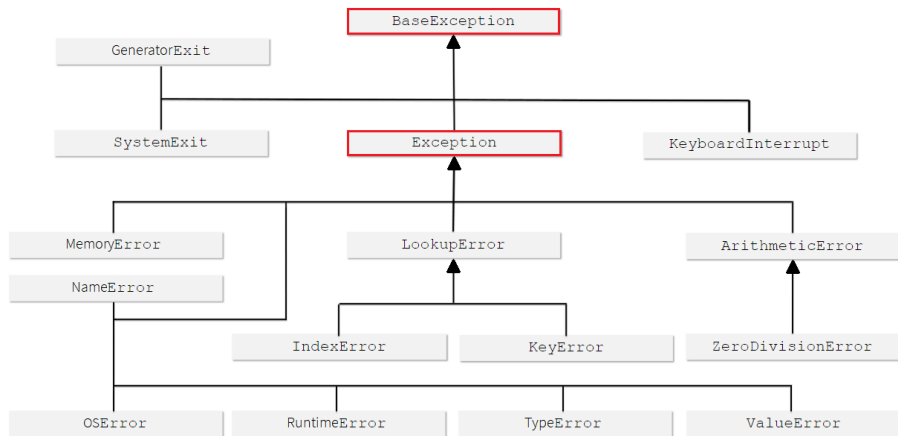 BaseException
GeneratorExit
SystemExit
Exception
KeyboardInterrupt
MemoryError
LookupError
ArithmeticError
NameError
IndexError
KeyError
ZeroDivisionError
OSError
RuntimeError
TypeError
ValueError